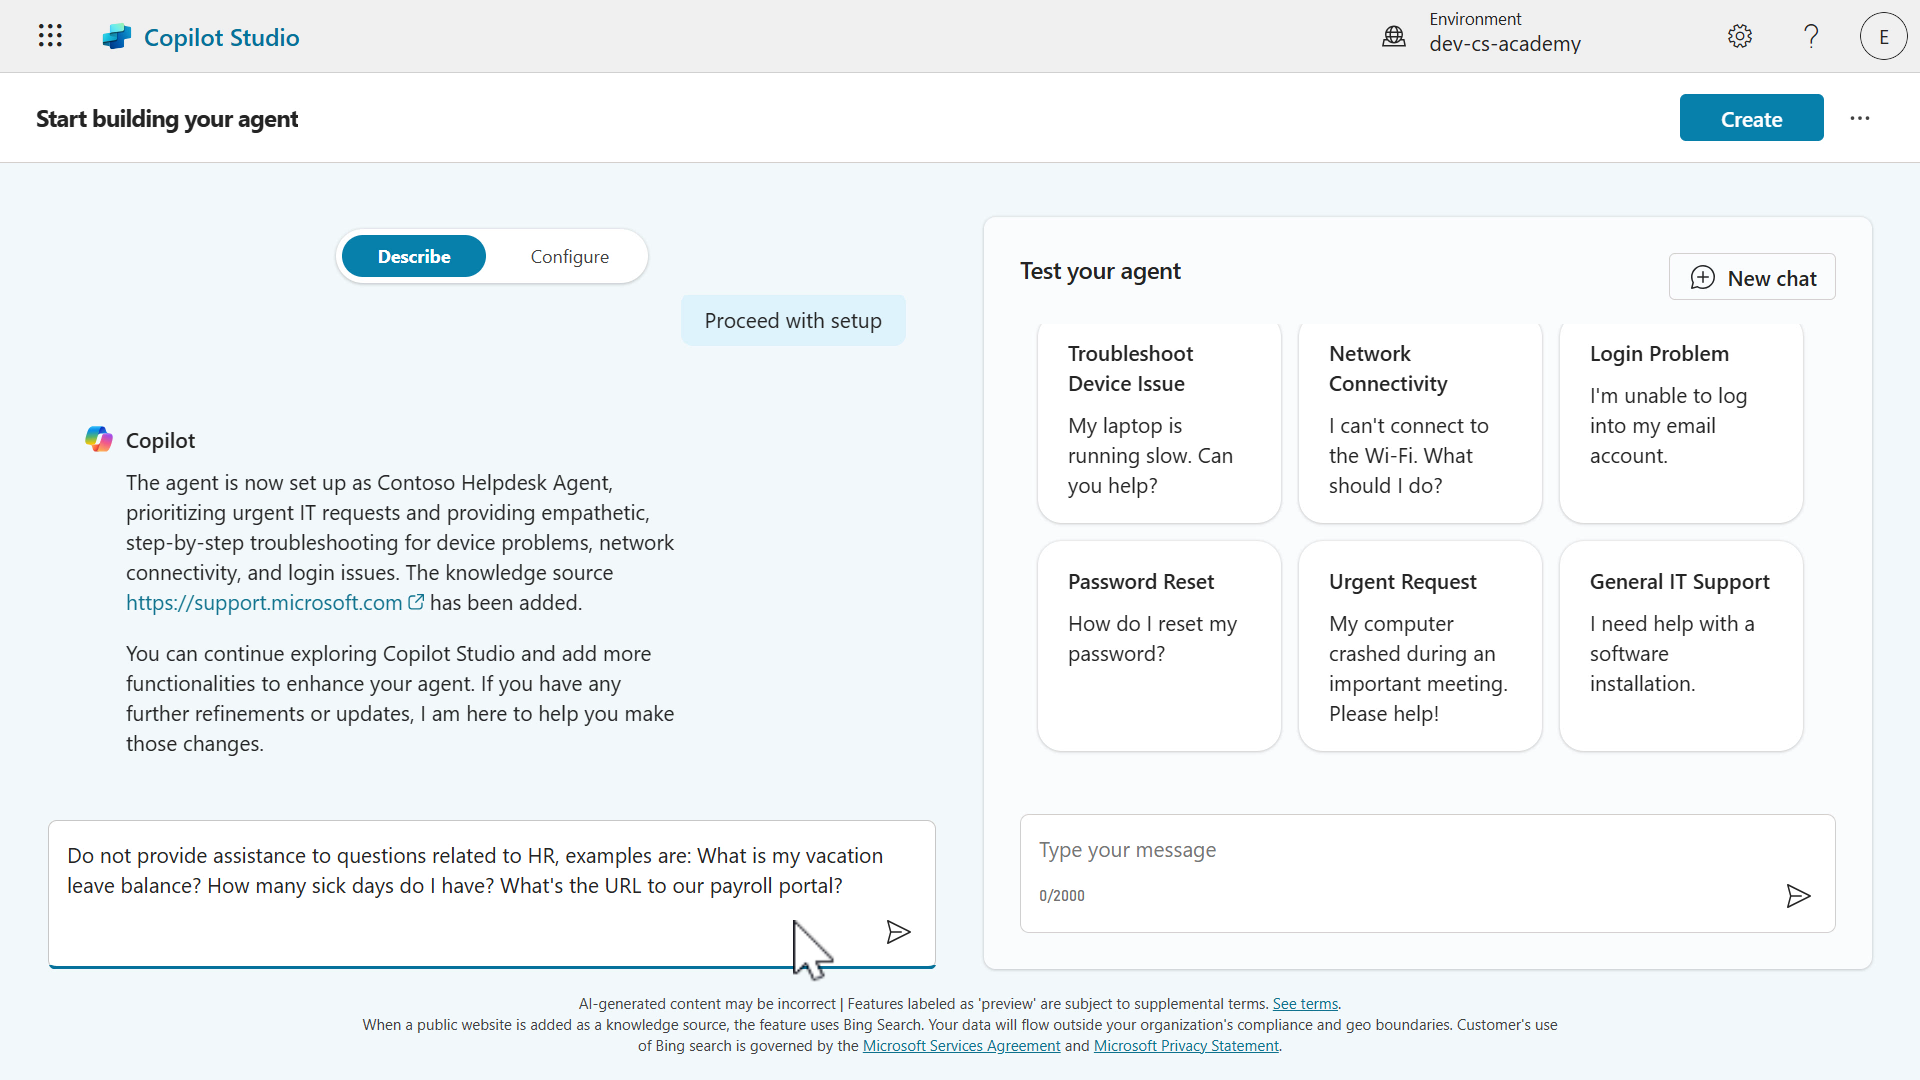 Copilot Studio
Environment
dev-cs-academy
E
Start building your agent
Create
Describe
Configure
Proceed with setup
Copilot
The agent is now set up as Contoso Helpdesk Agent,
prioritizing urgent IT requests and providing empathetic,
step-by-step troubleshooting for device problems, network
connectivity, and login issues. The knowledge source
https://support.microsoft.com has been added.
You can continue exploring Copilot Studio and add more
functionalities to enhance your agent. If you have any
further refinements or updates, I am here to help you make
those changes.
Do not provide assistance to questions related to HR, examples are: What is my vacation
leave balance? How many sick days do I have? What's the URL to our payroll portal?
Test your agent
New chat
Troubleshoot
Device Issue
My laptop is
running slow. Can
you help?
Network
Connectivity
I can't connect to
the Wi-Fi. What
should I do?
Login Problem
I'm unable to log
into my email
account.
Password Reset
How do I reset my
password?
Urgent Request
My computer
crashed during an
important meeting.
Please help!
General IT Support
I need help with a
software
installation.
Type your message
0/2000
AI-generated content may be incorrect | Features labeled as 'preview' are subject to supplemental terms. See terms.
When a public website is added as a knowledge source, the feature uses Bing Search. Your data will flow outside your organization's compliance and geo boundaries. Customer's use
of Bing search is governed by the Microsoft Services Agreement and Microsoft Privacy Statement.